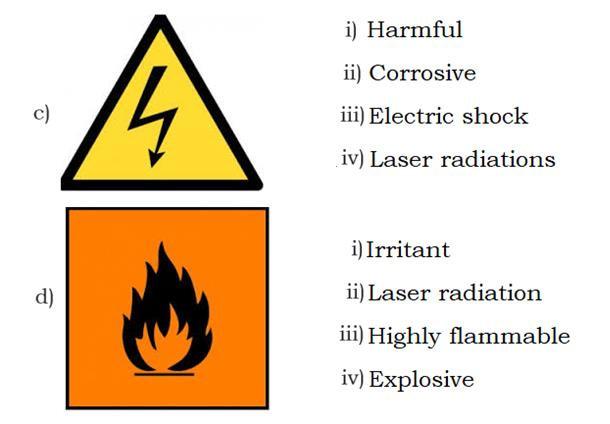 i) Harmful
ii) Corrosive
c)
iii) Electric shock
iv) Laser radiations
i) Irritant
ii) Laser radiation
d)
iii) Highly flammable
iv) Explosive